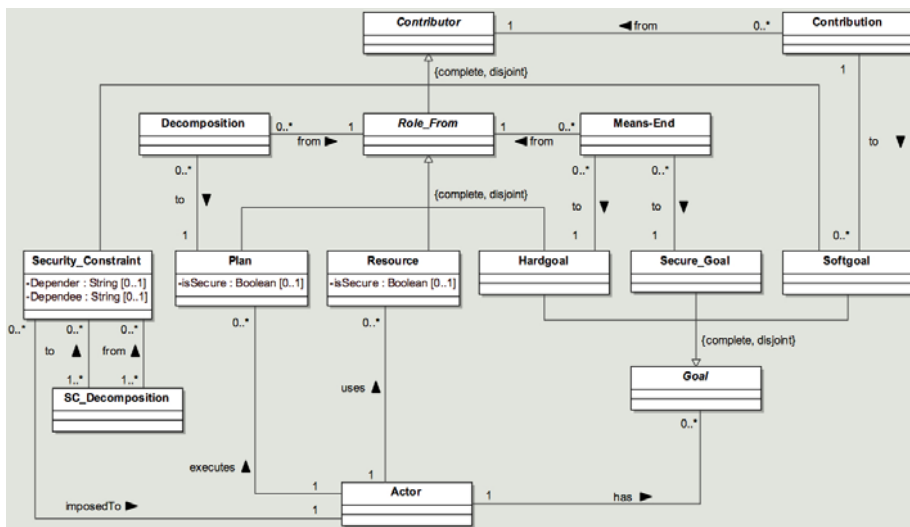 Contributor
1
◄from
0..*
Contribution
{complete, disjoint}
1
Decomposition
0..*
from ►
1
Role_From
1
◄from
0..*
Means-End
to ▼
0..*
to ▼
1
{complete, disjoint}
0..*
to ▼
1
0..*
to ▼
1
0..*
Security_Constraint
-Depender : String [0..1]
-Dependee : String [0..1]
Plan
-isSecure : Boolean [0..1]
Resource
-isSecure : Boolean [0..1]
Hardgoal
Secure_Goal
Softgoal
0..*
0..*
0..*
0..*
0..*
to ▲
from ▲
{complete, disjoint}
1..*
1..*
SC_Decomposition
uses ▲
Goal
0..*
executes ▲
1
1
imposedTo ►
1
Actor
1
has ►